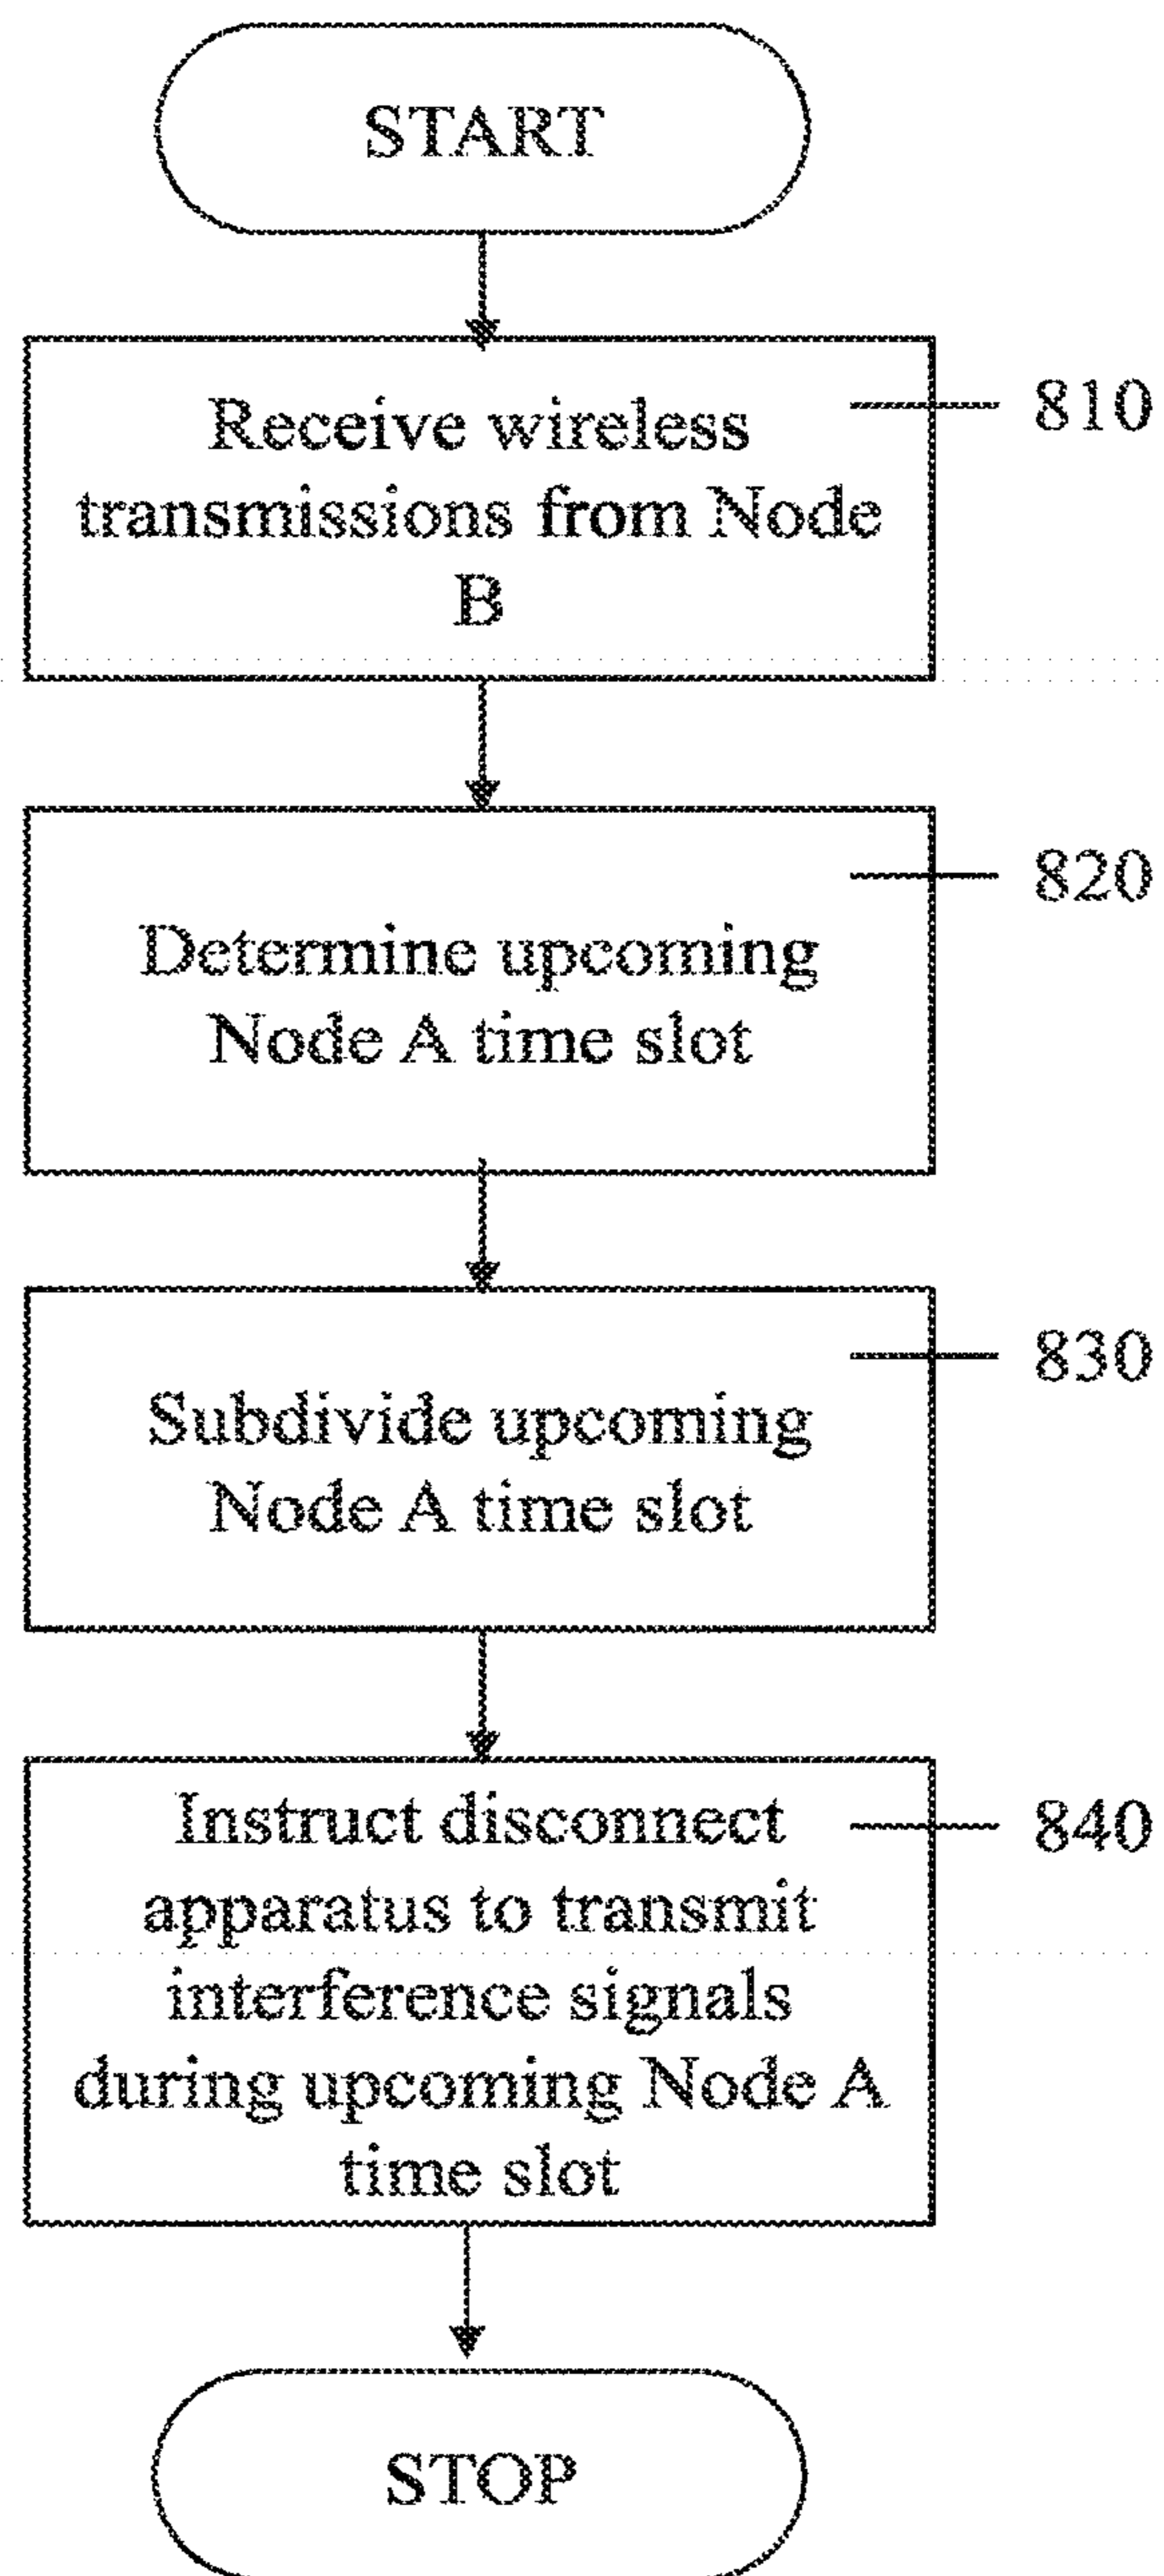 START
Receive wireless
810
transmissions from Node
B
820
Determine upcoming
Node A time slot
830
Subdivide upcoming
Node A time slot
Instruct disconnect
840
apparatus to transmit
interference signals
during upcoming Node A
time slot
STOP